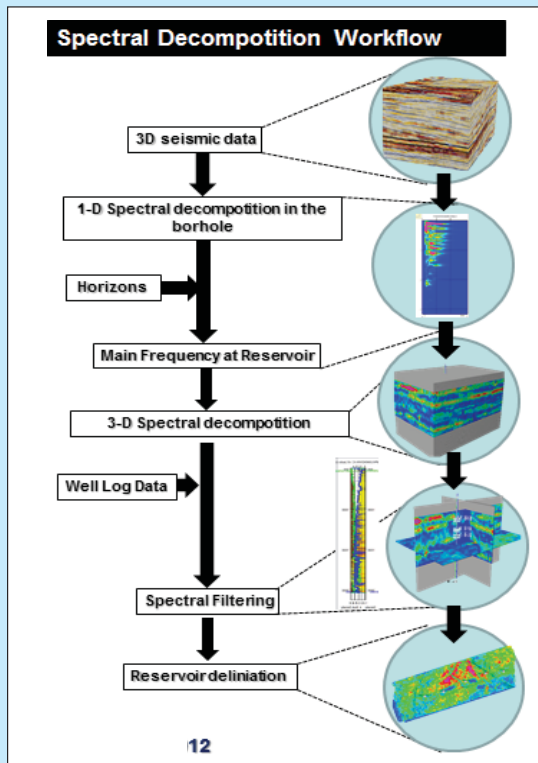 Spectral Decompotition Workflow
3D seismic data
1-D Spectral decompotition in the
borhole
Horizons
Main Frequency at Reservoir
3-D Spectral decompotition
Well Log Data
Spectral Filtering
Reservoir deliniation
12